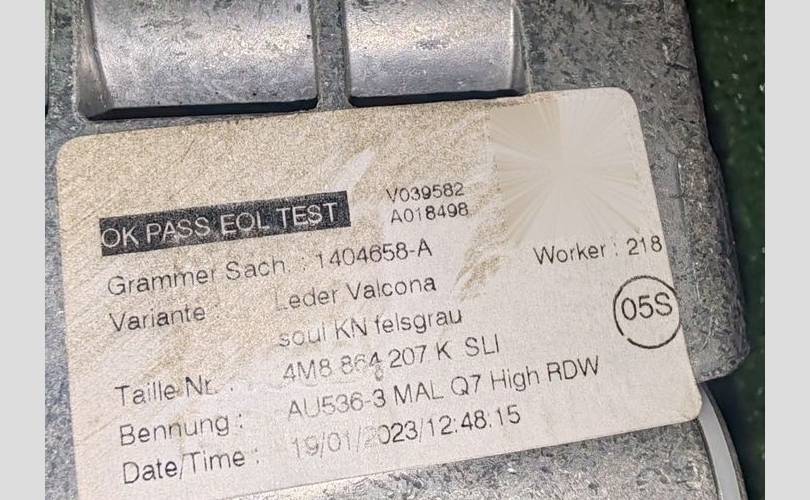 OK PASS EOL TEST
V039582
A018498
Grammer Sach. : 1404658-A
Worker : 218
Variante Leder Valcona
soul KN felsgrau
05S
Taille Nr. : 4M8 864 207 K SLI
Bennung : AU536-3 MAL Q7 High RDW
Date/Time : 19/01/2023/12:48:15